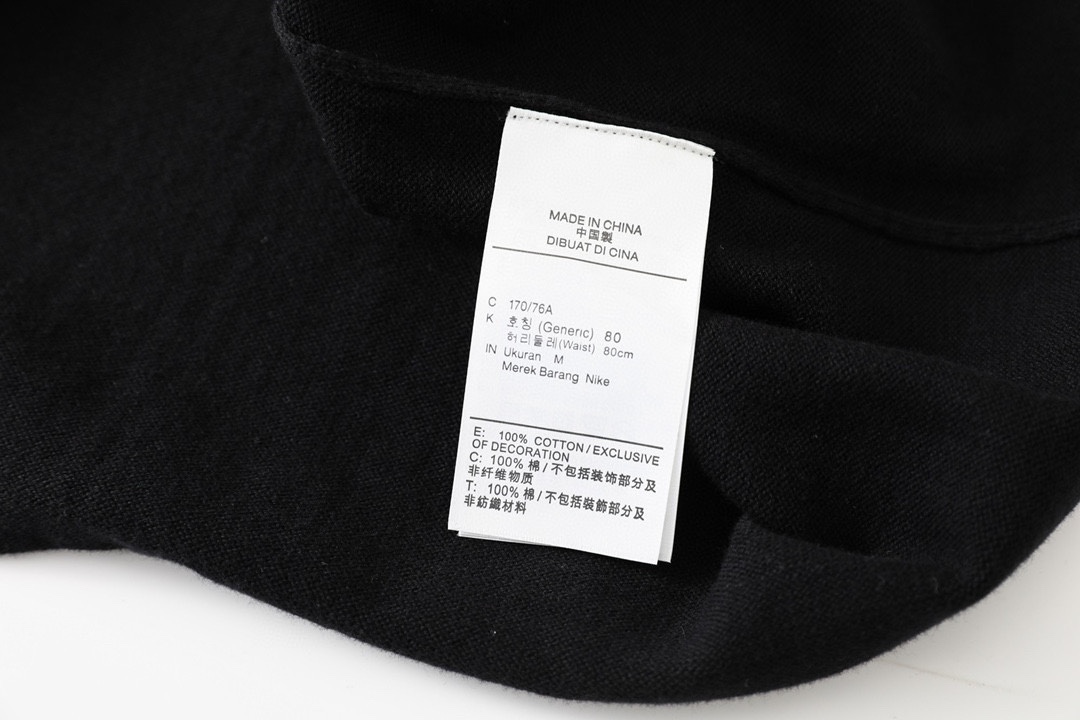 MADE IN CHINA
中国製
DIBUAT DI CINA
C 170/76A
K 호칭 (Generic) 80
허리둘레(Waist) 80cm
IN Ukuran M
Merek Barang Nike
E: 100% COTTON / EXCLUSIVE
OF DECORATION
C: 100% 棉 / 不包括装饰部分及
非纤维物质
T: 100% 棉 / 不包括裝飾部分及
非紡織材料